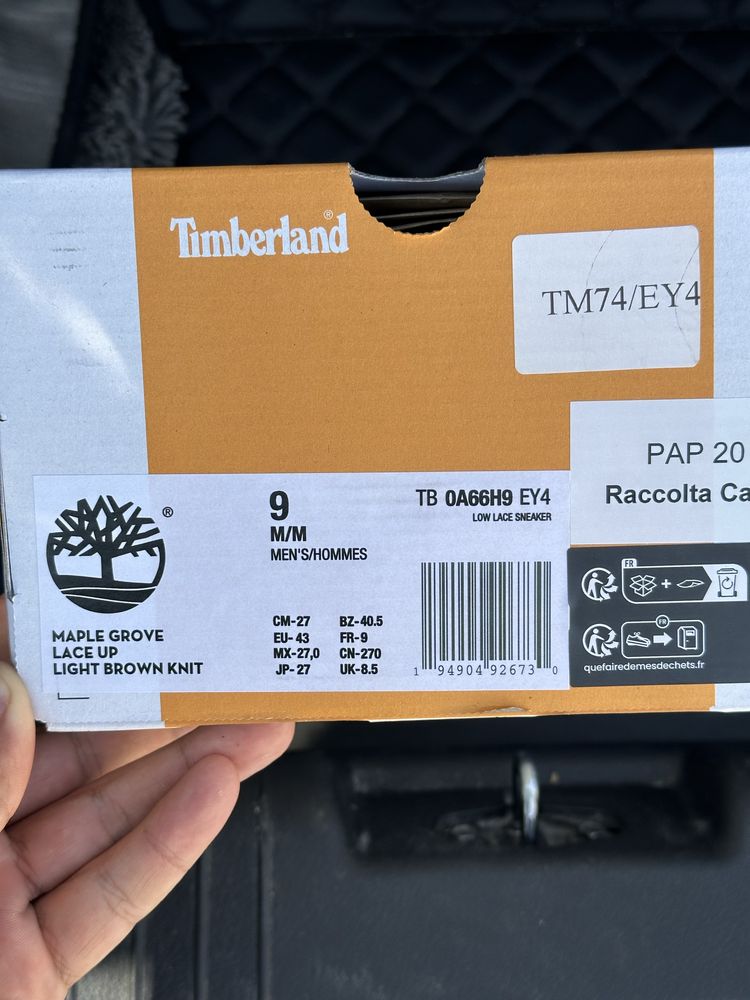 Timberland®
TM74/EY4
PAP 20
Raccolta Ca
®
9
M/M
MEN'S/HOMMES
TB 0A66H9 EY4
LOW LACE SNEAKER
MAPLE GROVE
LACE UP
LIGHT BROWN KNIT
CM-27 BZ-40.5
EU- 43 FR-9
MX-27,0 CN-270
JP- 27 UK-8.5
1 94904 92673 0
FR
FR
quefairedemesdechets.fr